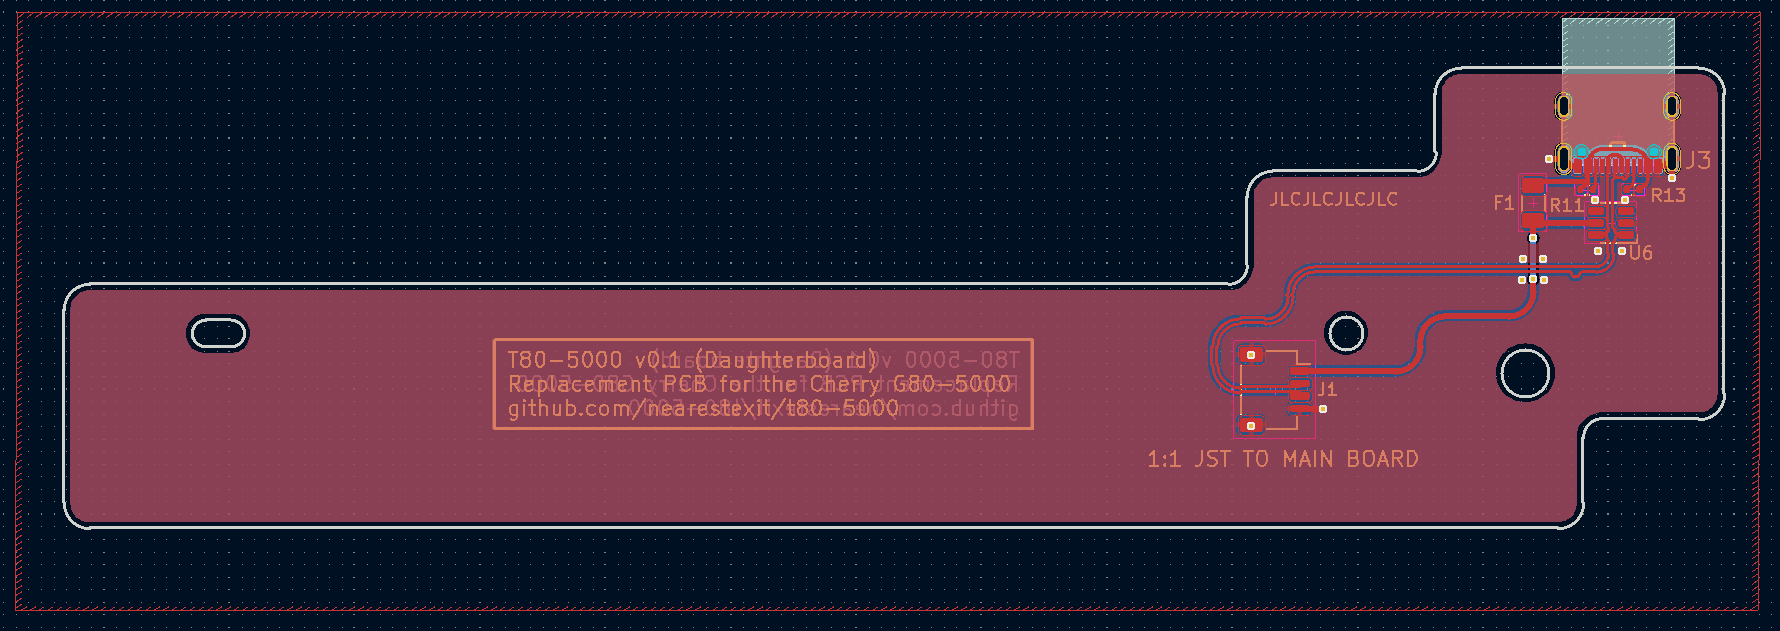 J3
JLCJLCJLCJLC
F1
R11
R13
U6
T80-5000 v0.1 (Daughterboard)
Replacement PCB for the Cherry G80-5000
github.com/nearestexit/t80-5000
J1
1:1 JST TO MAIN BOARD